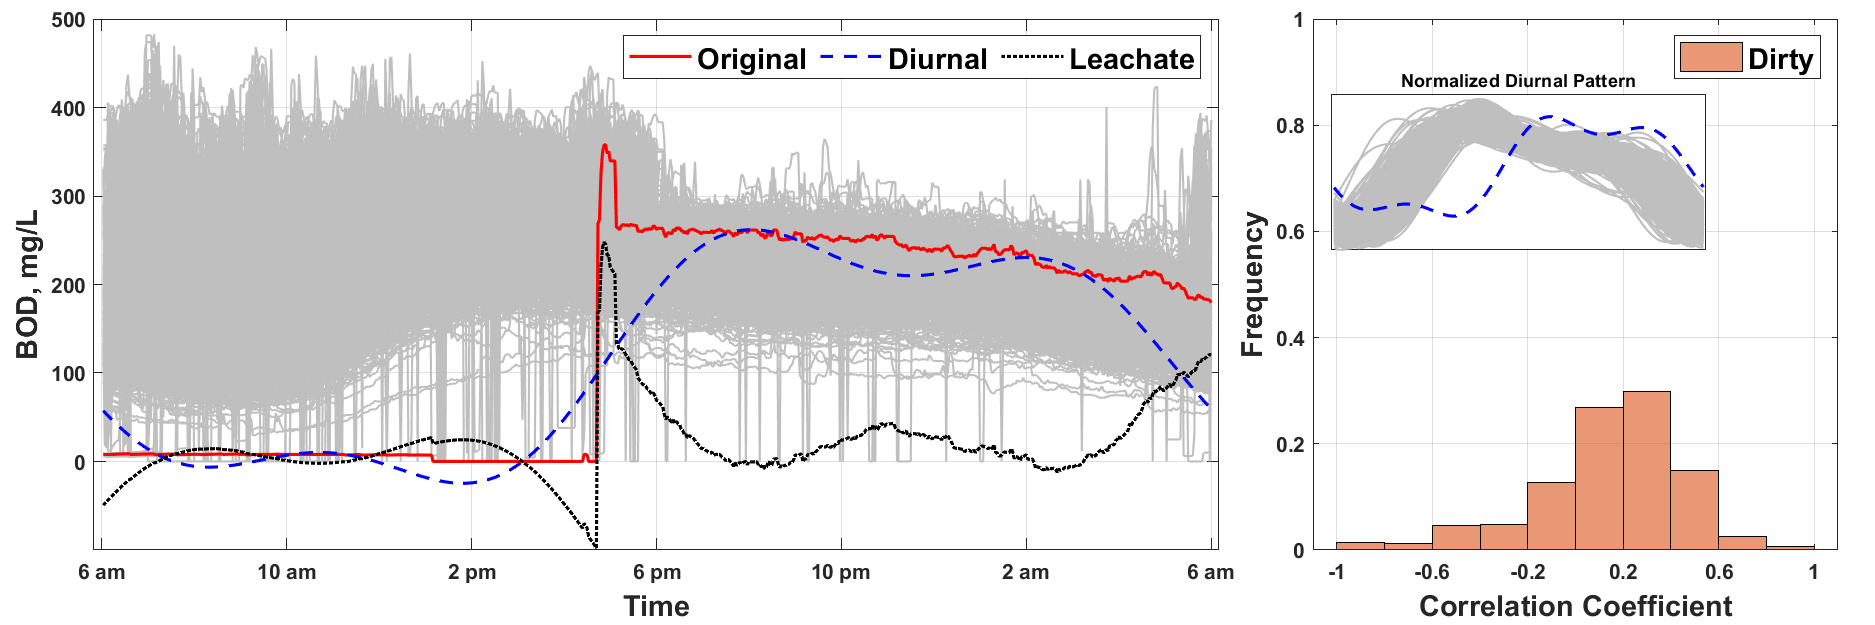 500
400
300
200
100
0
BOD, mg/L
Original
Diurnal
Leachate
6 am
10 am
2 pm
6 pm
10 pm
2 am
6 am
Time
1
0.8
0.6
0.4
0.2
0
Frequency
Dirty
Normalized Diurnal Pattern
-1
-0.6
-0.2
0.2
0.6
1
Correlation Coefficient